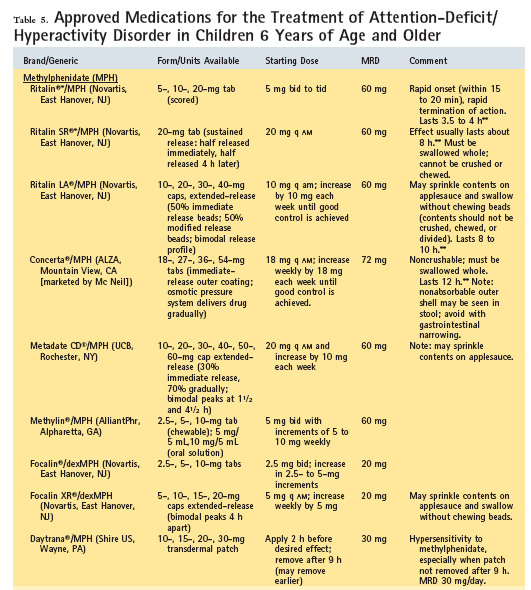 Table 5. Approved Medications for the Treatment of Attention-Deficit/
Hyperactivity Disorder in Children 6 Years of Age and Older
Brand/Generic Form/Units Available Starting Dose MRD Comment
Methylphenidate (MPH)
Ritalin®*/MPH (Novartis, 5-, 10-, 20-mg tab 5 mg bid to tid 60 mg Rapid onset (within 15
East Hanover, NJ) (scored) to 20 min), rapid
termination of action.
Lasts 3.5 to 4 h**
Ritalin SR®*/MPH (Novartis, 20-mg tab (sustained 20 mg q AM 60 mg Effect usually lasts about
East Hanover, NJ) release: half released 8 h.** Must be
immediately, half swallowed whole;
released 4 h later) cannot be crushed or
chewed.
Ritalin LA®/MPH (Novartis, 10-, 20-, 30-, 40-mg 10 mg q am; increase 60 mg May sprinkle contents on
East Hanover, NJ) caps, extended-release by 10 mg each applesauce and swallow
(50% immediate week until good without chewing beads
release beads; 50% control is achieved (contents should not be
modified release crushed, chewed, or
beads; bimodal release divided). Lasts 8 to
profile) 10 h.**
Concerta®/MPH (ALZA, 18-, 27-, 36-, 54-mg 18 mg q AM; increase 72 mg Noncrushable; must be
Mountain View, CA tabs (immediate- weekly by 18 mg swallowed whole.
[marketed by Mc Neil]) release outer coating; each week until Lasts 12 h.** Note:
osmotic pressure good control is nonabsorbable outer
system delivers drug achieved. shell may be seen in
gradually) stool; avoid with
gastrointestinal
narrowing.
Metadate CD®/MPH (UCB, 10-, 20-, 30-, 40-, 50-, 20 mg q AM and 60 mg Note: may sprinkle
Rochester, NY) 60-mg cap extended- increase by 10 mg contents on applesauce.
release (30% each week
immediate release,
70% gradually;
bimodal peaks at 1 1/2
and 4 1/2 h)
Methylin®/MPH (AlliantPhr, 2.5-, 5-, 10-mg tab 5 mg bid with 60 mg
Alpharetta, GA) (chewable); 5 mg/ increments of 5 to
5 mL,10 mg/5 mL 10 mg weekly
(oral solution)
Focalin®/dexMPH (Novartis, 2.5-, 5-, 10-mg tabs 2.5 mg bid; increase 20 mg
East Hanover, NJ) in 2.5- to 5-mg
increments
Focalin XR®/dexMPH 5-, 10-, 15-, 20-mg 5 mg q AM; increase 20 mg May sprinkle contents on
(Novartis, East Hanover, caps extended-release weekly by 5 mg applesauce and swallow
NJ) (bimodal peaks 4 h without chewing beads.
apart)
Daytrana®/MPH (Shire US, 10-, 15-, 20-, 30-mg Apply 2 h before 30 mg Hypersensitivity to
Wayne, PA) transdermal patch desired effect; methylphenidate,
remove after 9 h especially when patch
(may remove not removed after 9 h.
earlier) MRD 30 mg/day.